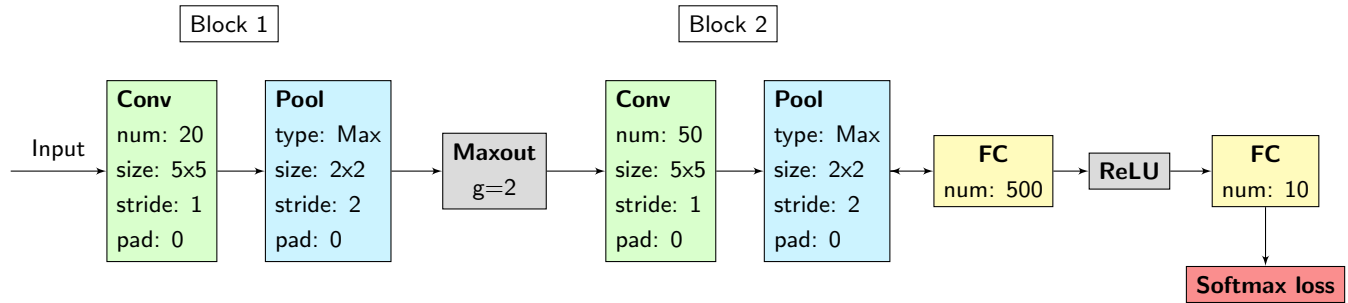 Block 1
Block 2
Input
Conv
num: 20
size: 5x5
stride: 1
pad: 0
Pool
type: Max
size: 2x2
stride: 2
pad: 0
Maxout
g=2
Conv
num: 50
size: 5x5
stride: 1
pad: 0
Pool
type: Max
size: 2x2
stride: 2
pad: 0
FC
num: 500
ReLU
FC
num: 10
Softmax loss